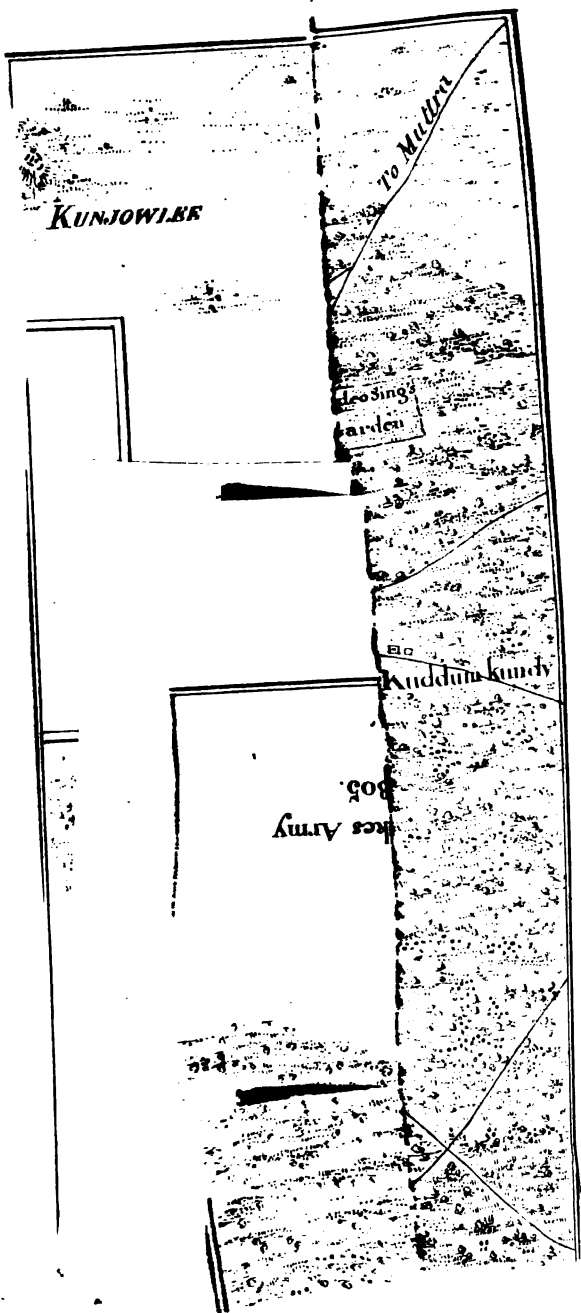 To Muttra
KUNJOWLEE
deosing's
arden
Kuddum kundy
kes Army
805.